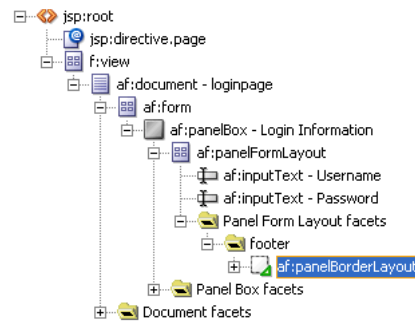 jsp:root
jsp:directive.page
f:view
af:document - loginpage
af:form
af:panelBox - Login Information
af:panelFormLayout
af:inputText - Username
af:inputText - Password
Panel Form Layout facets
footer
af:panelBorderLayout
Panel Box facets
Document facets